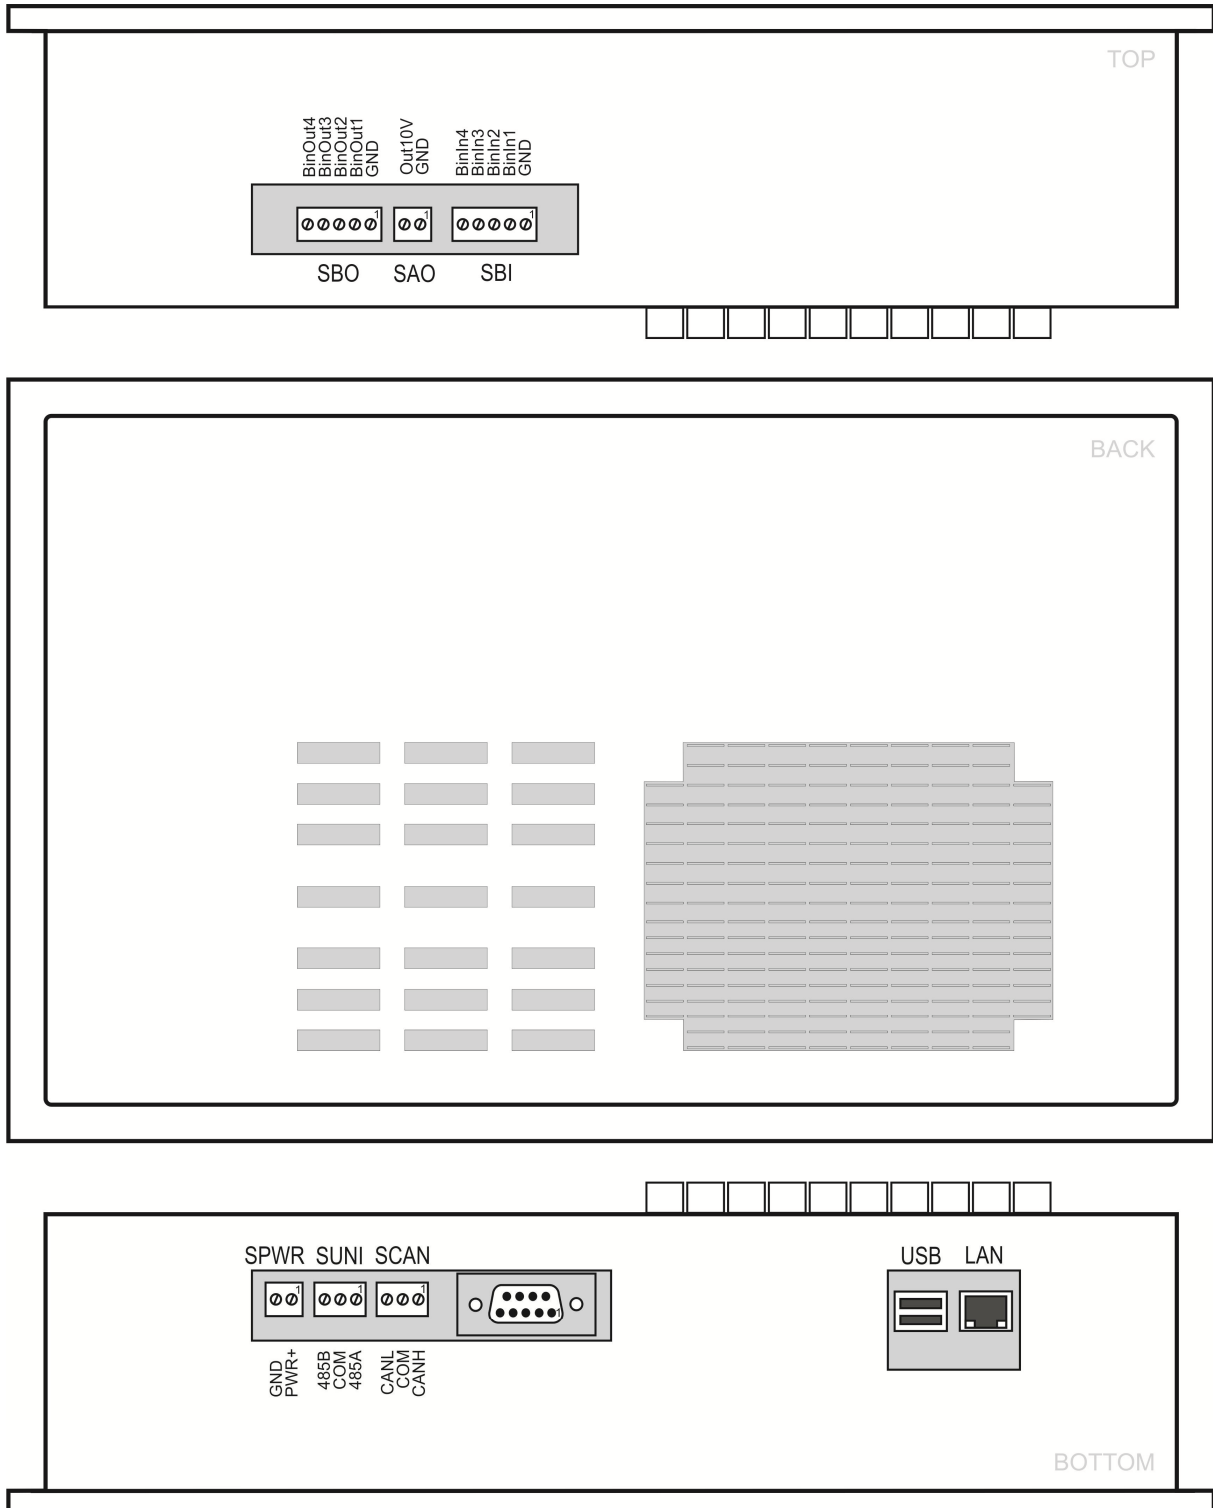 TOP
BinOut4
BinOut3
BinOut2
BinOut1
GND
Out10V
GND
BinIn4
BinIn3
BinIn2
BinIn1
GND
1
1
1
SBO
SAO
SBI
BACK
SPWR
SUNI
SCAN
USB
LAN
1
1
1
1
GND
PWR+
485B
COM
485A
CANL
COM
CANH
BOTTOM